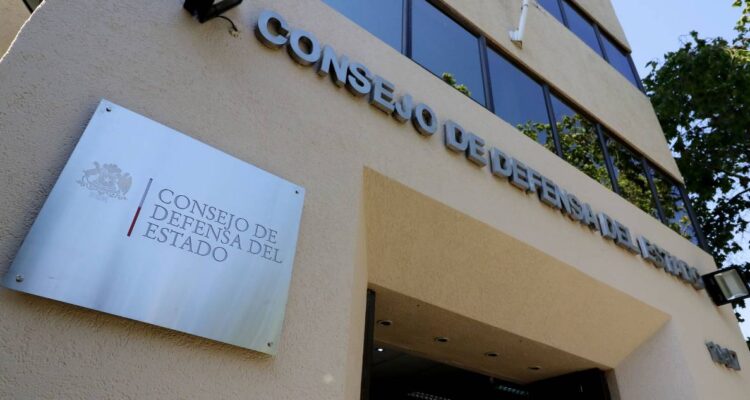 CONSEJO DE DEFENSA DEL ESTADO
CONSEJO DE
DEFENSA DEL
ESTADO